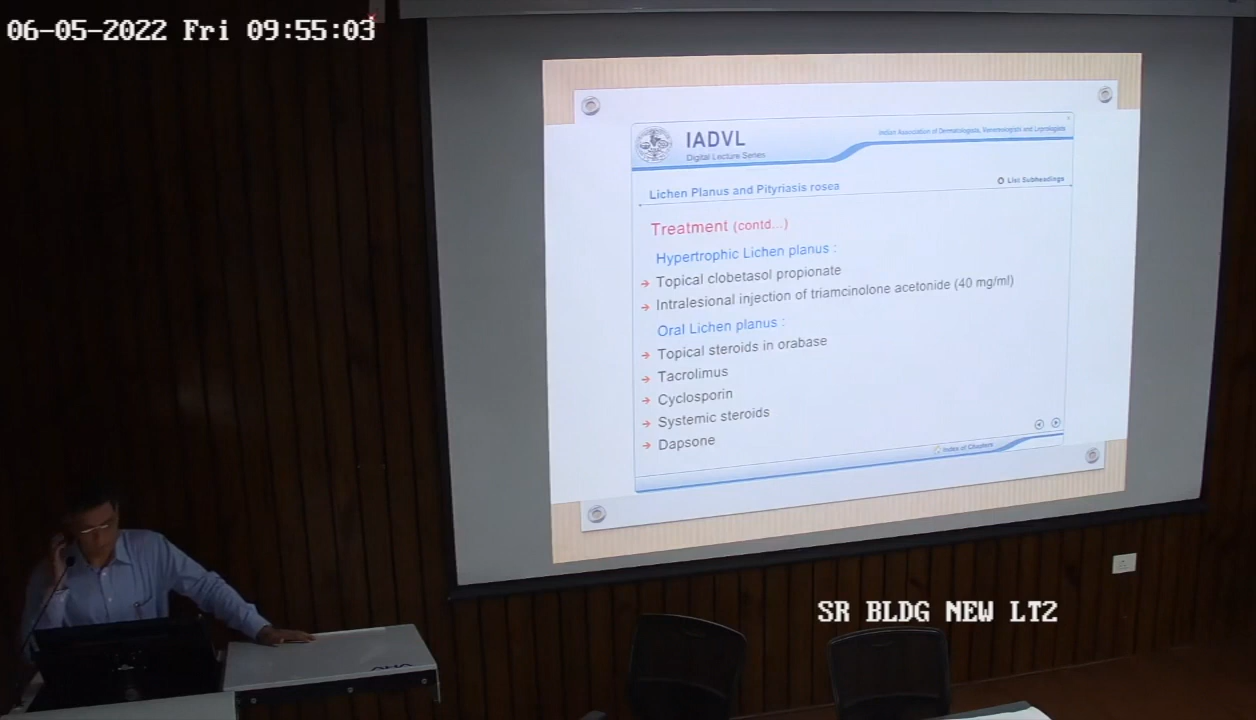 06-05-2022 Fri 09:55:03
IADVL
Digital Lecture Series
Indian Association of Dermatologists, Venereologists and Leprologists
Lichen Planus and Pityriasis rosea
List Subheadings
Treatment (contd...)
Hypertrophic Lichen planus :
Topical clobetasol propionate
Intralesional injection of triamcinolone acetonide (40 mg/ml)
Oral Lichen planus :
Topical steroids in orabase
Tacrolimus
Cyclosporin
Systemic steroids
Dapsone
Index of Chapters
SR BLDG NEW LT2